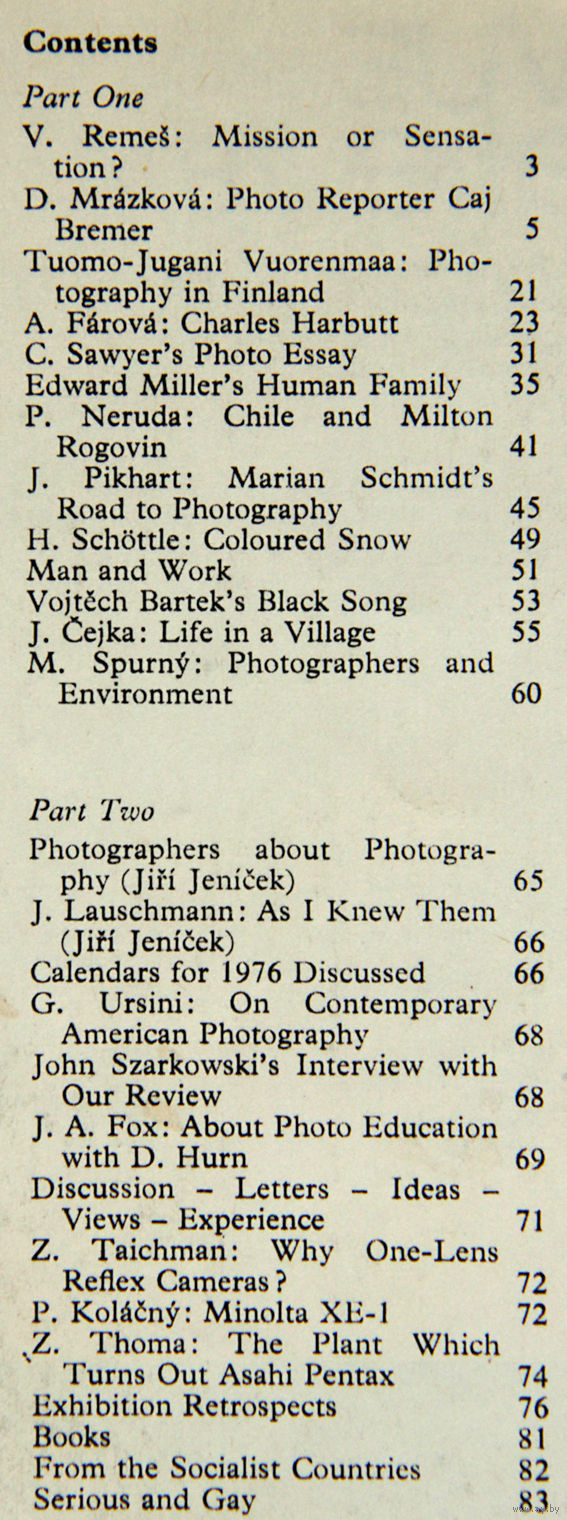 Contents
Part One
V. Remeš: Mission or Sensa-
tion? 3
D. Mrázková: Photo Reporter Caj
Bremer 5
Tuomo-Jugani Vuorenmaa: Pho-
tography in Finland 21
A. Fárová: Charles Harbutt 23
C. Sawyer's Photo Essay 31
Edward Miller's Human Family 35
P. Neruda: Chile and Milton
Rogovin 41
J. Pikhart: Marian Schmidt's
Road to Photography 45
H. Schöttle: Coloured Snow 49
Man and Work 51
Vojtěch Bartek's Black Song 53
J. Čejka: Life in a Village 55
M. Spurný: Photographers and
Environment 60
Part Two
Photographers about Photogra-
phy (Jiří Jeníček) 65
J. Lauschmann: As I Knew Them
(Jiří Jeníček) 66
Calendars for 1976 Discussed 66
G. Ursini: On Contemporary
American Photography 68
John Szarkowski's Interview with
Our Review 68
J. A. Fox: About Photo Education
with D. Hurn 69
Discussion – Letters – Ideas –
Views – Experience 71
Z. Taichman: Why One-Lens
Reflex Cameras? 72
P. Koláčný: Minolta XE-1 72
Z. Thoma: The Plant Which
Turns Out Asahi Pentax 74
Exhibition Retrospects 76
Books 81
From the Socialist Countries 82
Serious and Gay 83
www.ay.by